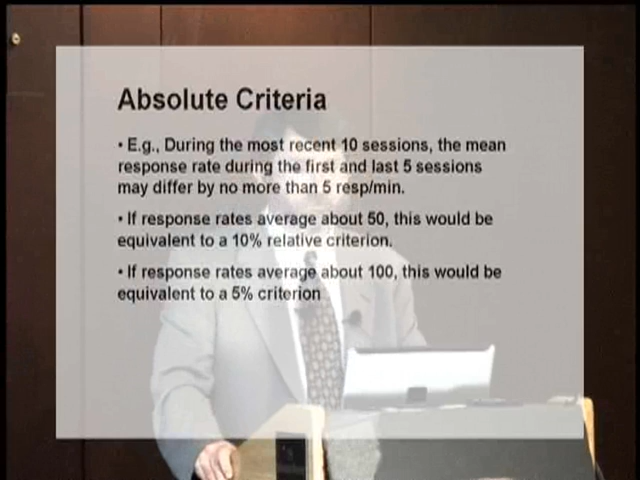 Absolute Criteria
• E.g., During the most recent 10 sessions, the mean
response rate during the first and last 5 sessions
may differ by no more than 5 resp/min.
• If response rates average about 50, this would be
equivalent to a 10% relative criterion.
• If response rates average about 100, this would be
equivalent to a 5% criterion